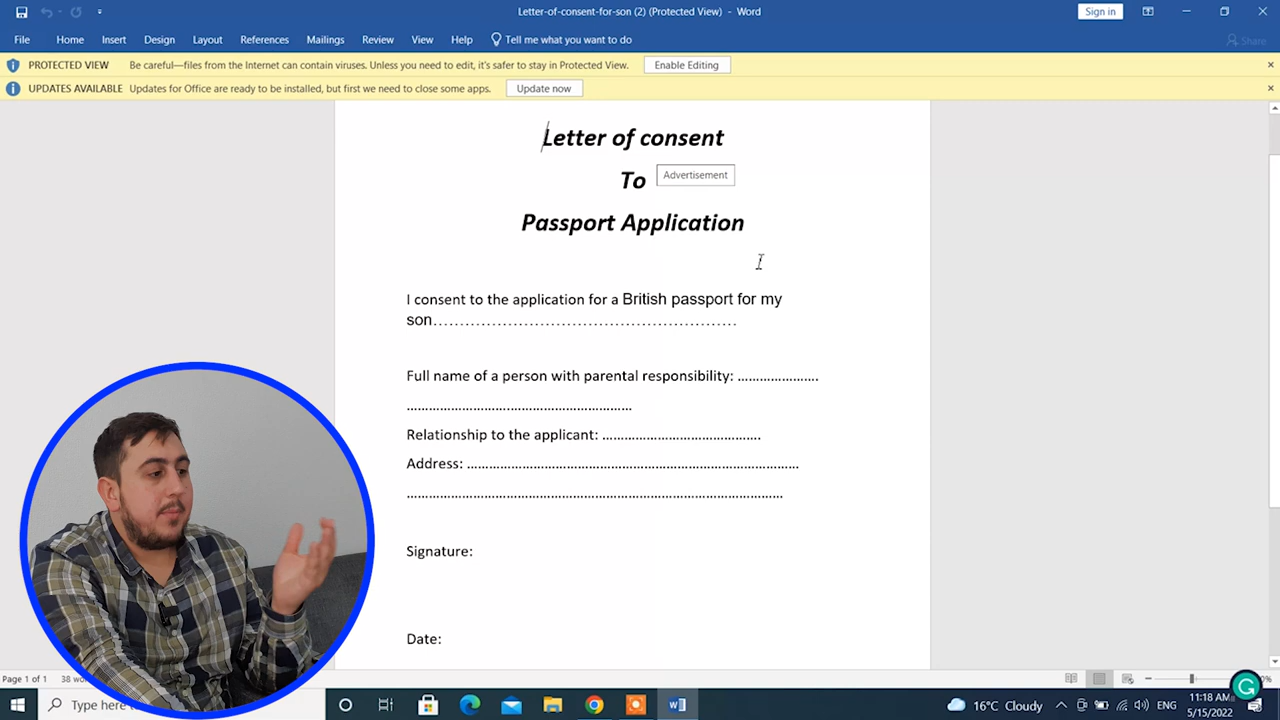 Letter-of-consent-for-son (2) (Protected View) - Word
Sign in
File Home Insert Design Layout References Mailings Review View Help Tell me what you want to do Share
PROTECTED VIEW Be careful—files from the Internet can contain viruses. Unless you need to edit, it's safer to stay in Protected View. Enable Editing
UPDATES AVAILABLE Updates for Office are ready to be installed, but first we need to close some apps. Update now
Letter of consent
To
Advertisement
Passport Application
I consent to the application for a British passport for my
son……………………………………………………
Full name of a person with parental responsibility: ………………….
……………………..……………………………
Relationship to the applicant: …………………………………….
Address: ………………………………………………………………………………
…………………………………………………………………………………………
Signature:
Date:
Page 1 of 1 38
Type here
16°C Cloudy
ENG
11:18 AM
5/15/2022